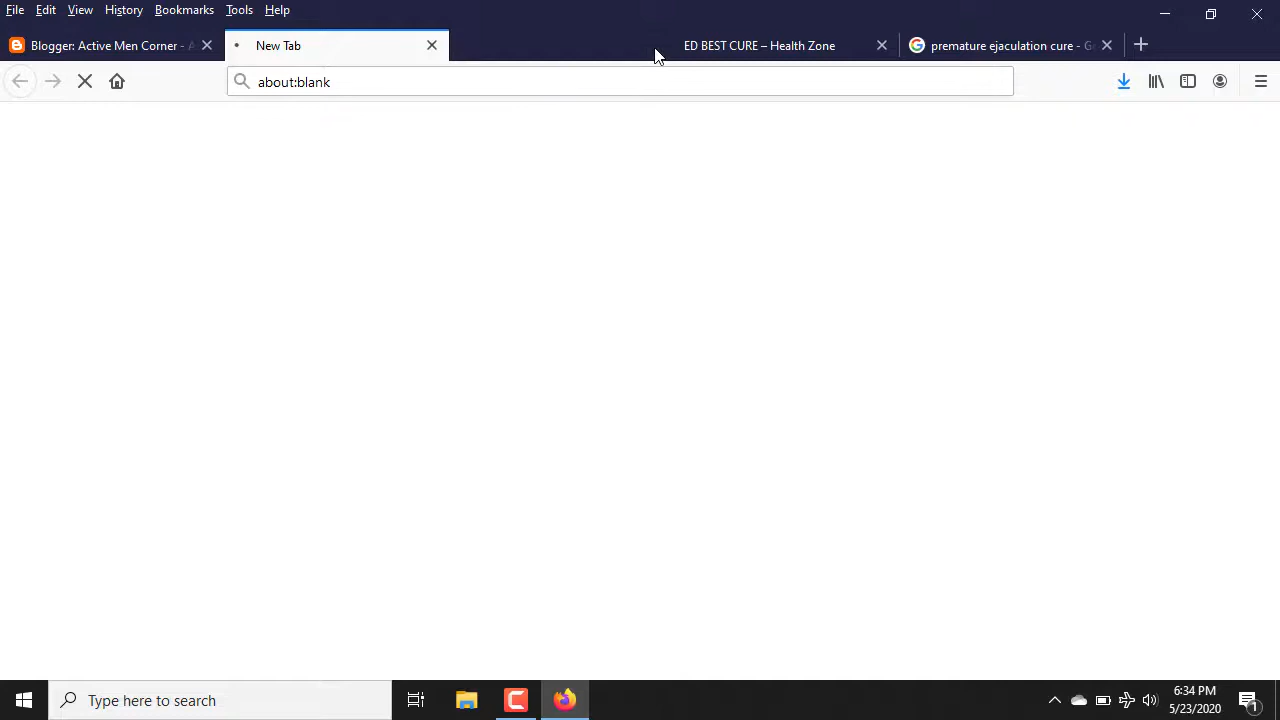 File Edit View History Bookmarks Tools Help
Blogger: Active Men Corner - A New Tab ED BEST CURE – Health Zone premature ejaculation cure - G
about:blank
Type here to search
6:34 PM
5/23/2020
1